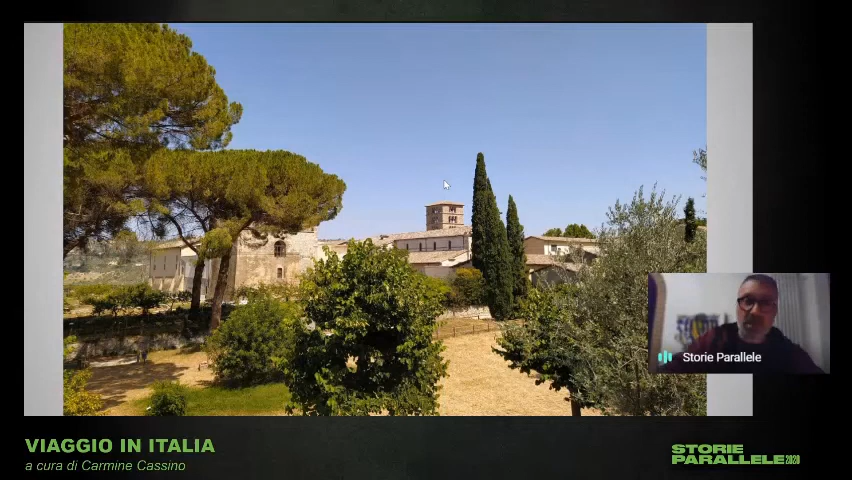 Storie Parallele
VIAGGIO IN ITALIA
a cura di Carmine Cassino
STORIE
PARALLELE2020